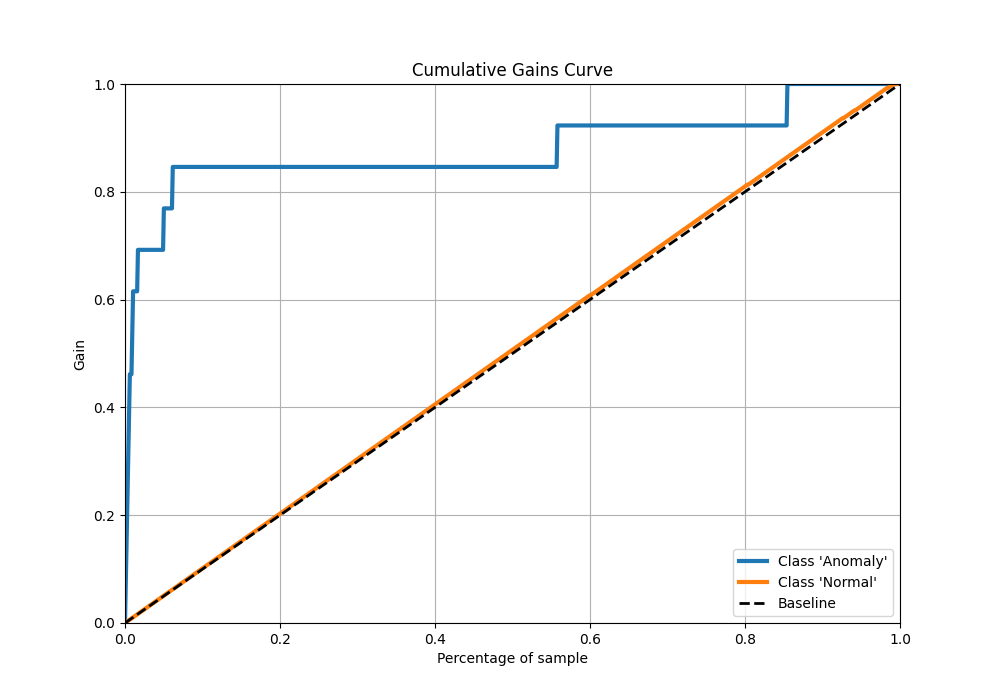 Cumulative Gains Curve
1.0
0.8
0.6
0.4
0.2
0.0
Gain
0.0 0.2 0.4 0.6 0.8 1.0
Percentage of sample
Class 'Anomaly'
Class 'Normal'
Baseline